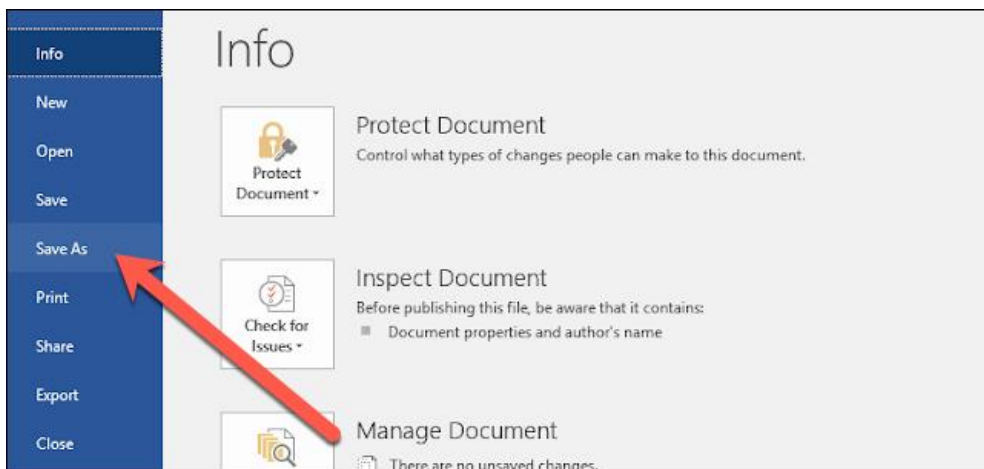 Info
New
Open
Save
Save As
Print
Share
Export
Close
Info
Protect
Document
Protect Document
Control what types of changes people can make to this document.
Check for
Issues
Inspect Document
Before publishing this file, be aware that it contains:
Document properties and author's name
Manage Document
There are no unsaved changes.